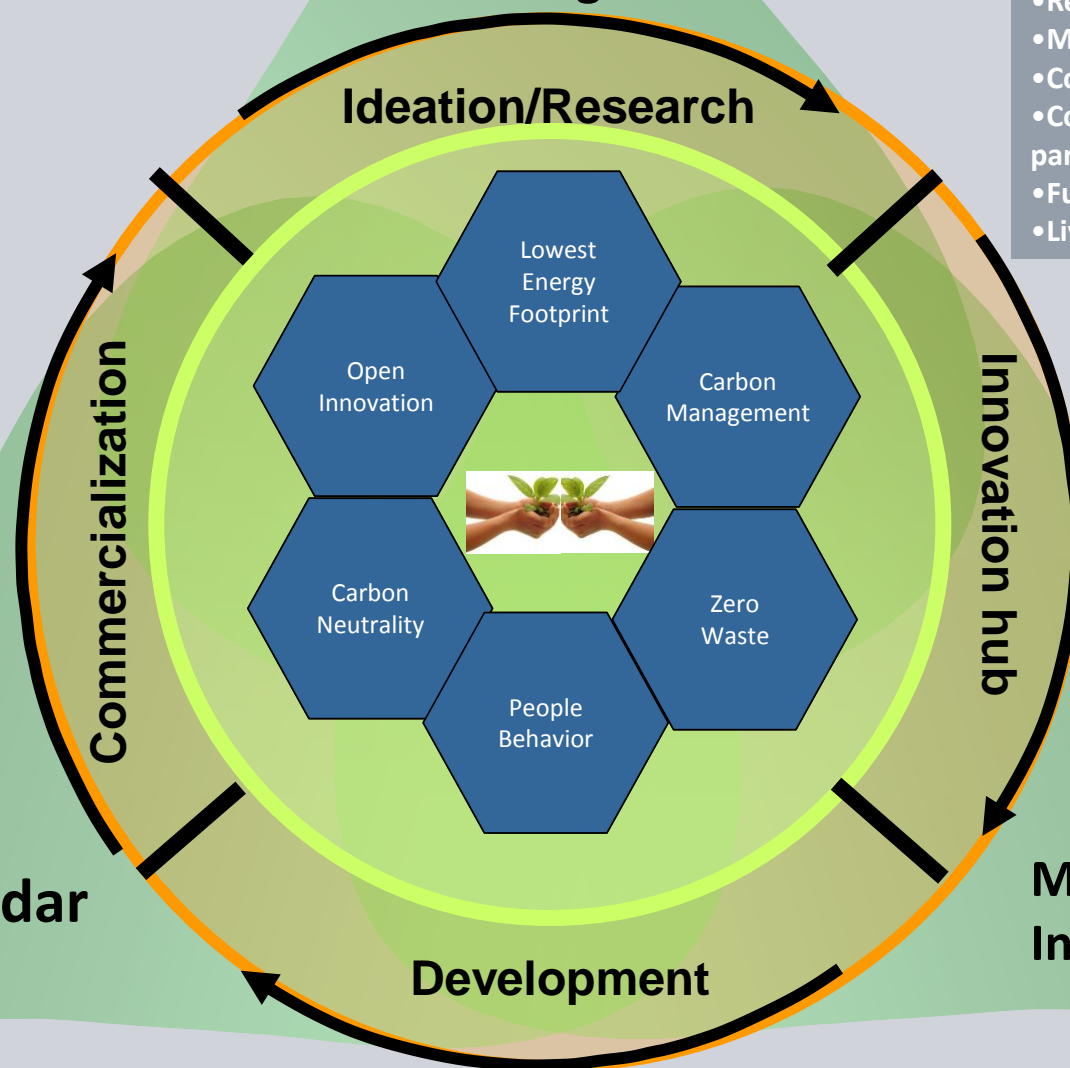 Ideation/Research
Lowest
Energy
Footprint
Open
Innovation
Carbon
Management
Commercialization
Innovation hub
Carbon
Neutrality
Zero
Waste
People
Behavior
Development